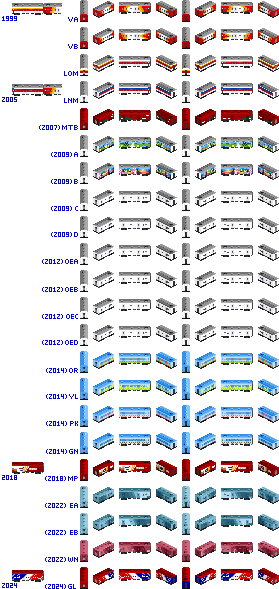 1999 VA
VB
LOM
2005 LNM
(2007) MTB
(2009) A
(2009) B
(2009) C
(2009) D
(2012) OEA
(2012) OEB
(2012) OEC
(2012) OED
(2014) OR
(2014) YL
(2014) PK
(2014) GN
2018 (2018) MP
(2022) EA
(2022) EB
(2022) WN
2024 (2024) GL